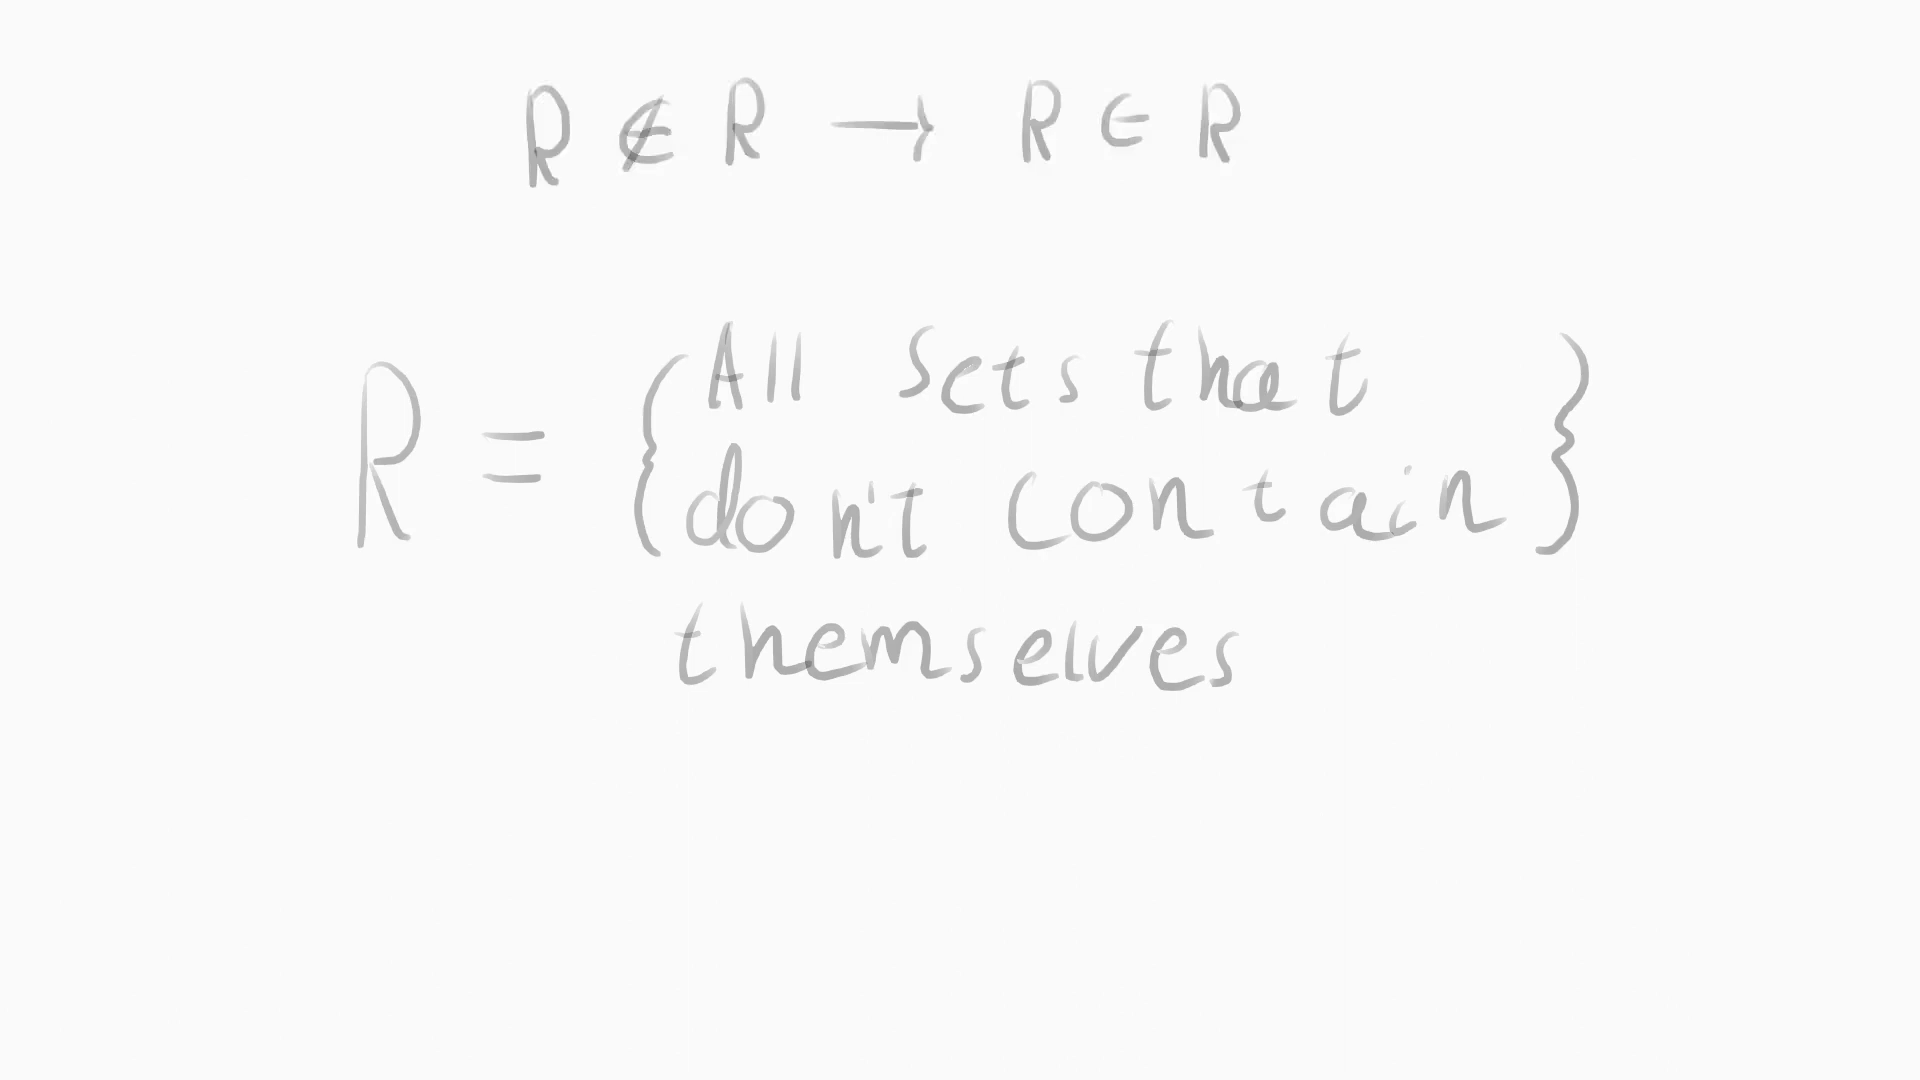 R ∉ R → R ∈ R
R = {All sets that
don't contain}
themselves